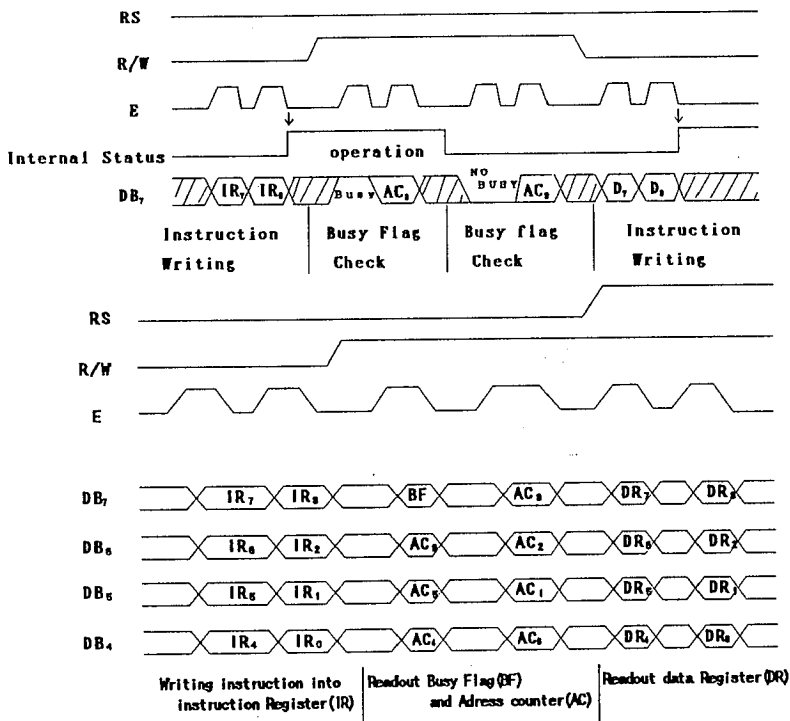 RS
R/W
E
Internal Status operation
DB₇ IR₇ IR₃ Busy AC₃ NO BUSY AC₃ D₇ D₃
Instruction Writing
Busy Flag Check
Busy flag Check
Instruction Writing
RS
R/W
E
DB₇ IR₇ IR₃ BF AC₃ DR₇ DR₃
DB₆ IR₆ IR₂ AC₆ AC₂ DR₆ DR₂
DB₅ IR₅ IR₁ AC₅ AC₁ DR₅ DR₁
DB₄ IR₄ IR₀ AC₄ AC₀ DR₄ DR₀
Writing instruction into
instruction Register(IR)
Readout Busy Flag(BF)
and Adress counter(AC)
Readout data Register(DR)